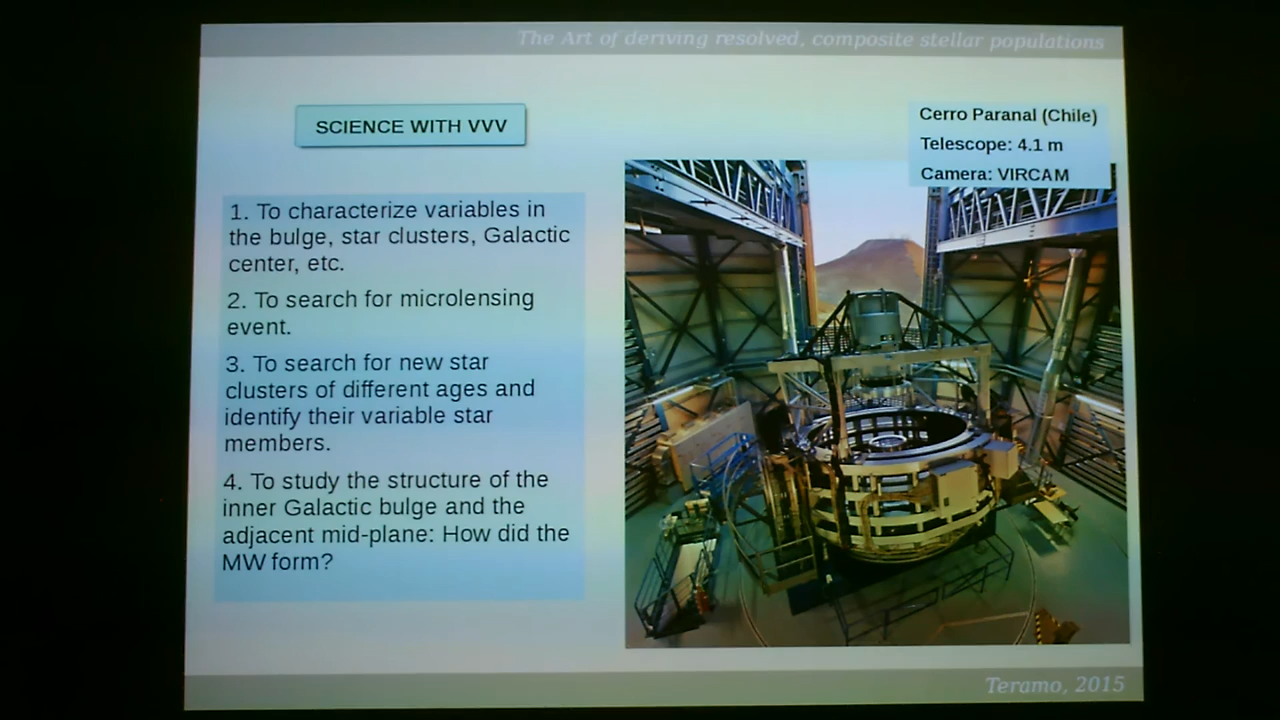 The Art of deriving resolved, composite stellar populations
SCIENCE WITH VVV
Cerro Paranal (Chile)
Telescope: 4.1 m
Camera: VIRCAM
1. To characterize variables in
the bulge, star clusters, Galactic
center, etc.
2. To search for microlensing
event.
3. To search for new star
clusters of different ages and
identify their variable star
members.
4. To study the structure of the
inner Galactic bulge and the
adjacent mid-plane: How did the
MW form?
Teramo, 2015